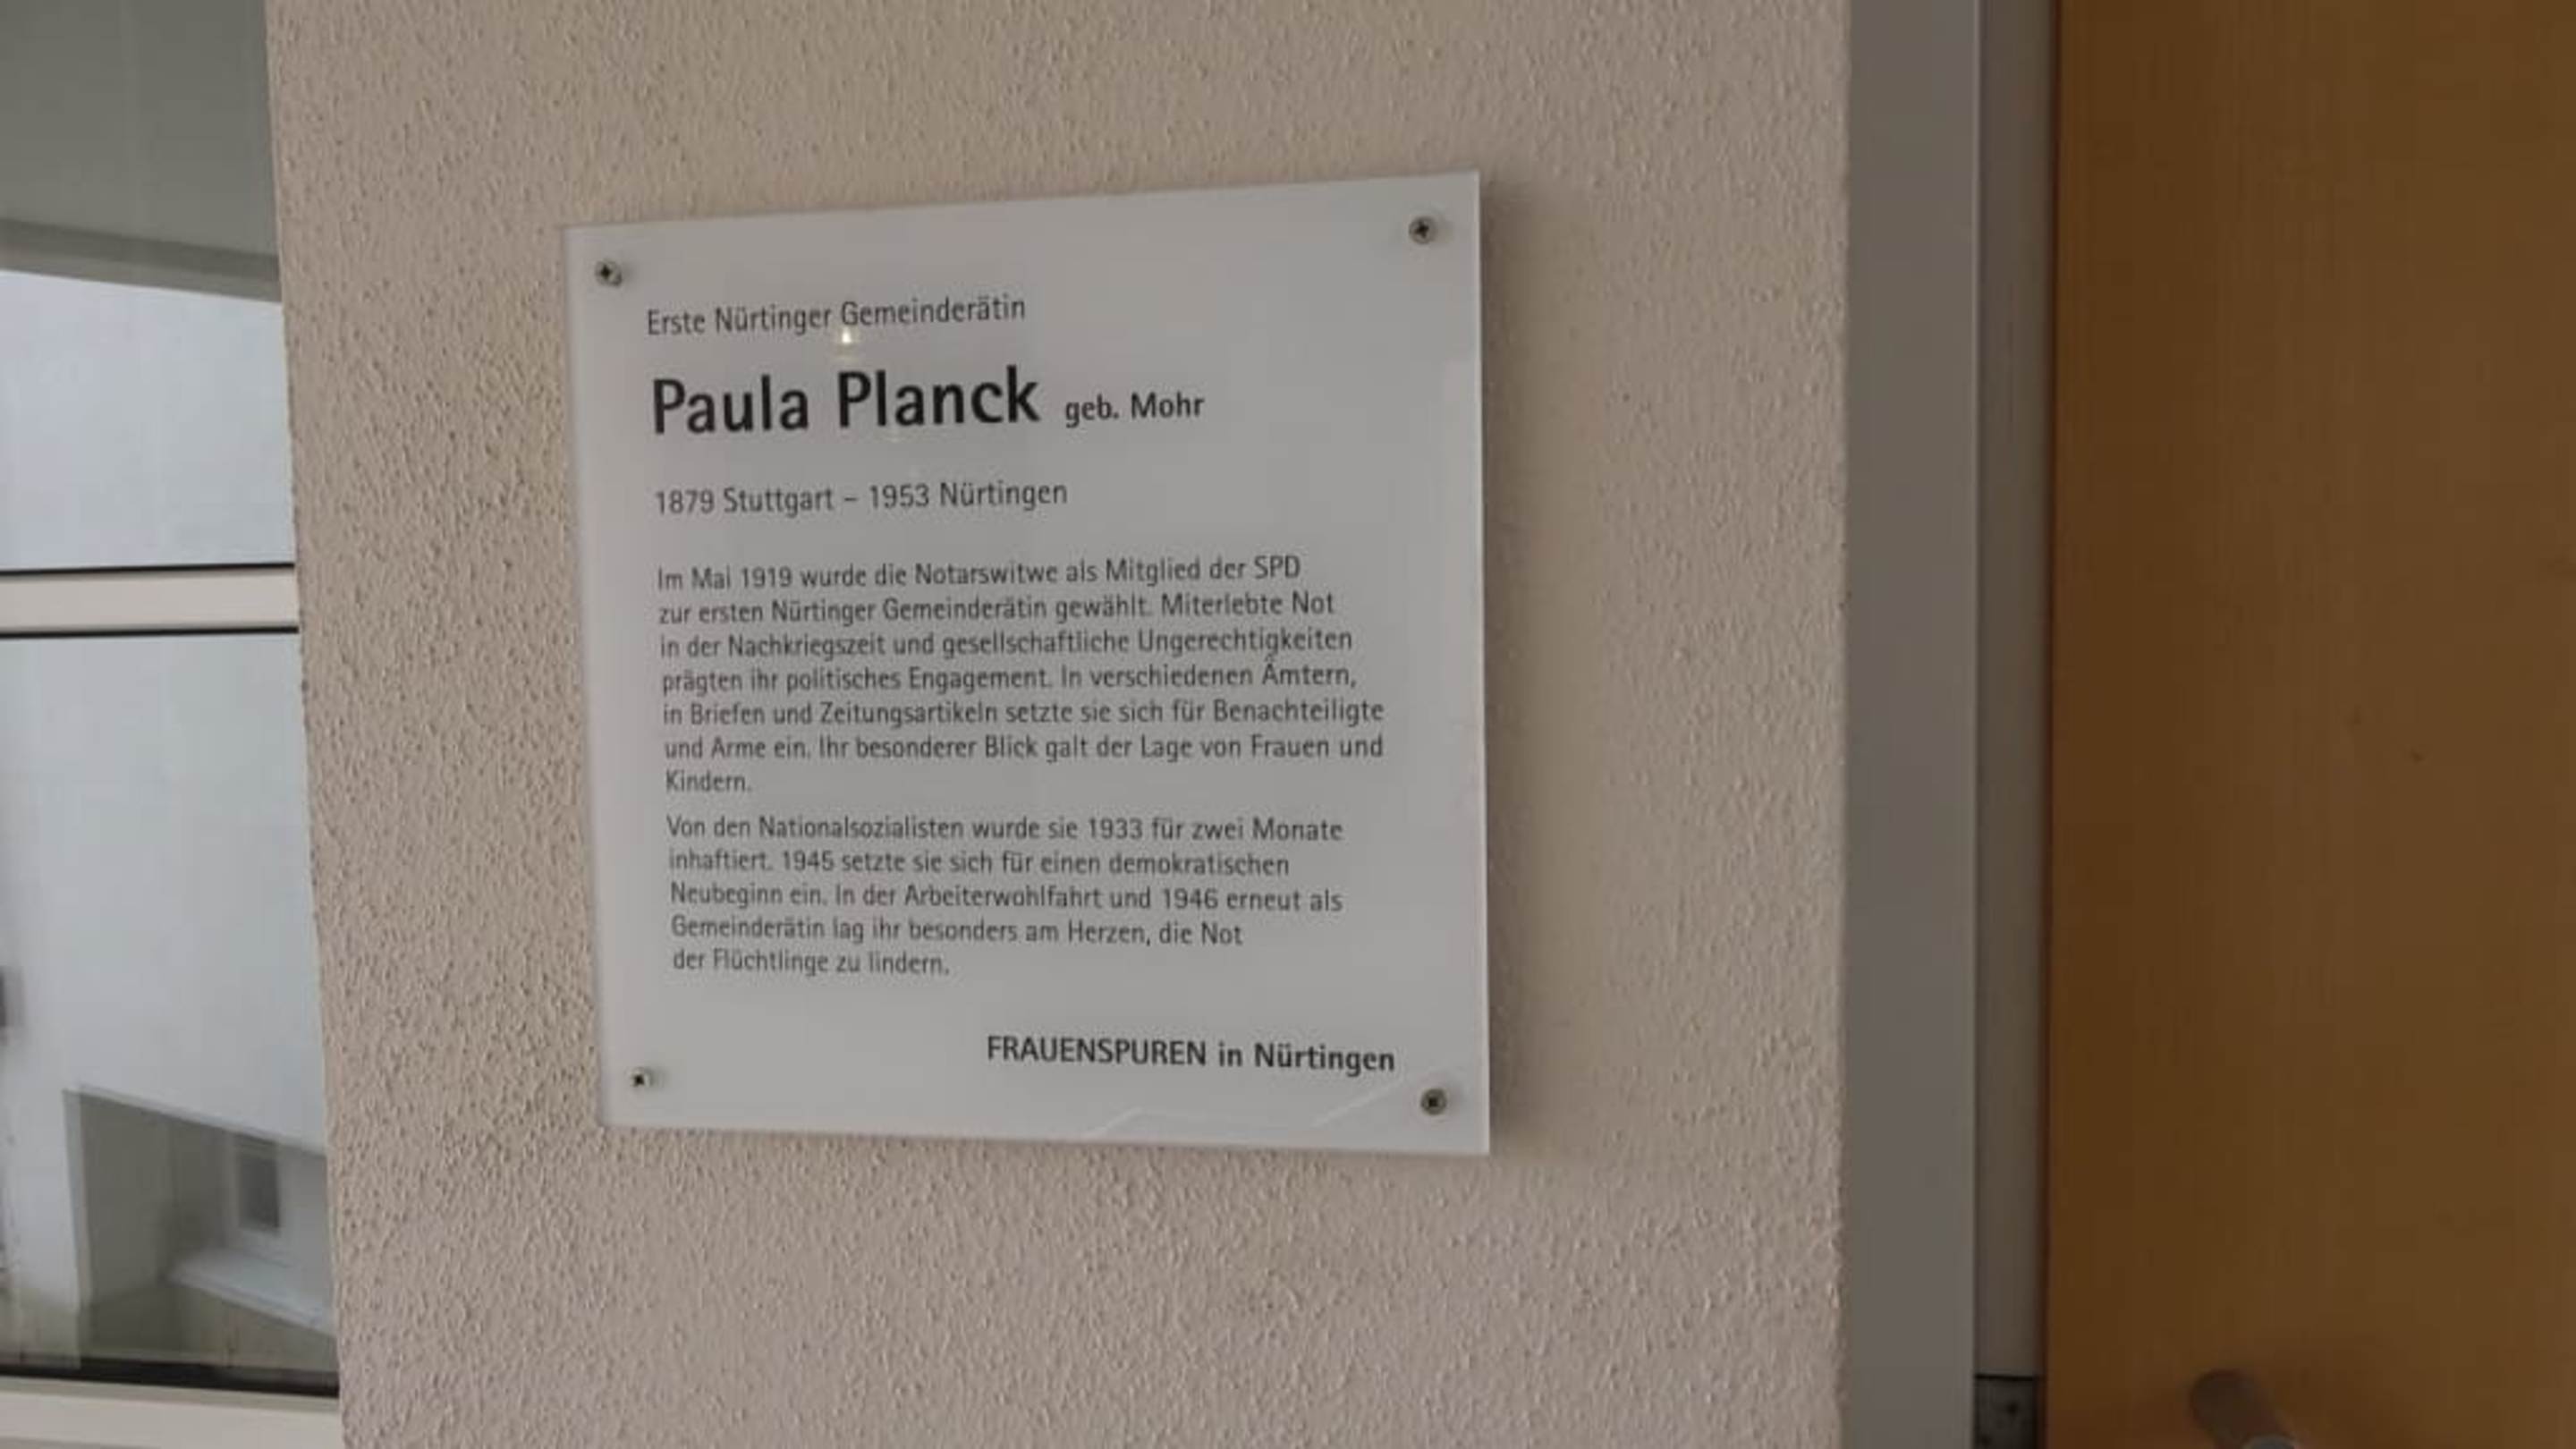 Erste Nürtinger Gemeinderätin
Paula Planck geb. Mohr
1879 Stuttgart – 1953 Nürtingen
Im Mai 1919 wurde die Notarswitwe als Mitglied der SPD
zur ersten Nürtinger Gemeinderätin gewählt. Miterlebte Not
in der Nachkriegszeit und gesellschaftliche Ungerechtigkeiten
prägten ihr politisches Engagement. In verschiedenen Ämtern,
in Briefen und Zeitungsartikeln setzte sie sich für Benachteiligte
und Arme ein. Ihr besonderer Blick galt der Lage von Frauen und
Kindern.
Von den Nationalsozialisten wurde sie 1933 für zwei Monate
inhaftiert. 1945 setzte sie sich für einen demokratischen
Neubeginn ein. In der Arbeiterwohlfahrt und 1946 erneut als
Gemeinderätin lag ihr besonders am Herzen, die Not
der Flüchtlinge zu lindern.
FRAUENSPUREN in Nürtingen